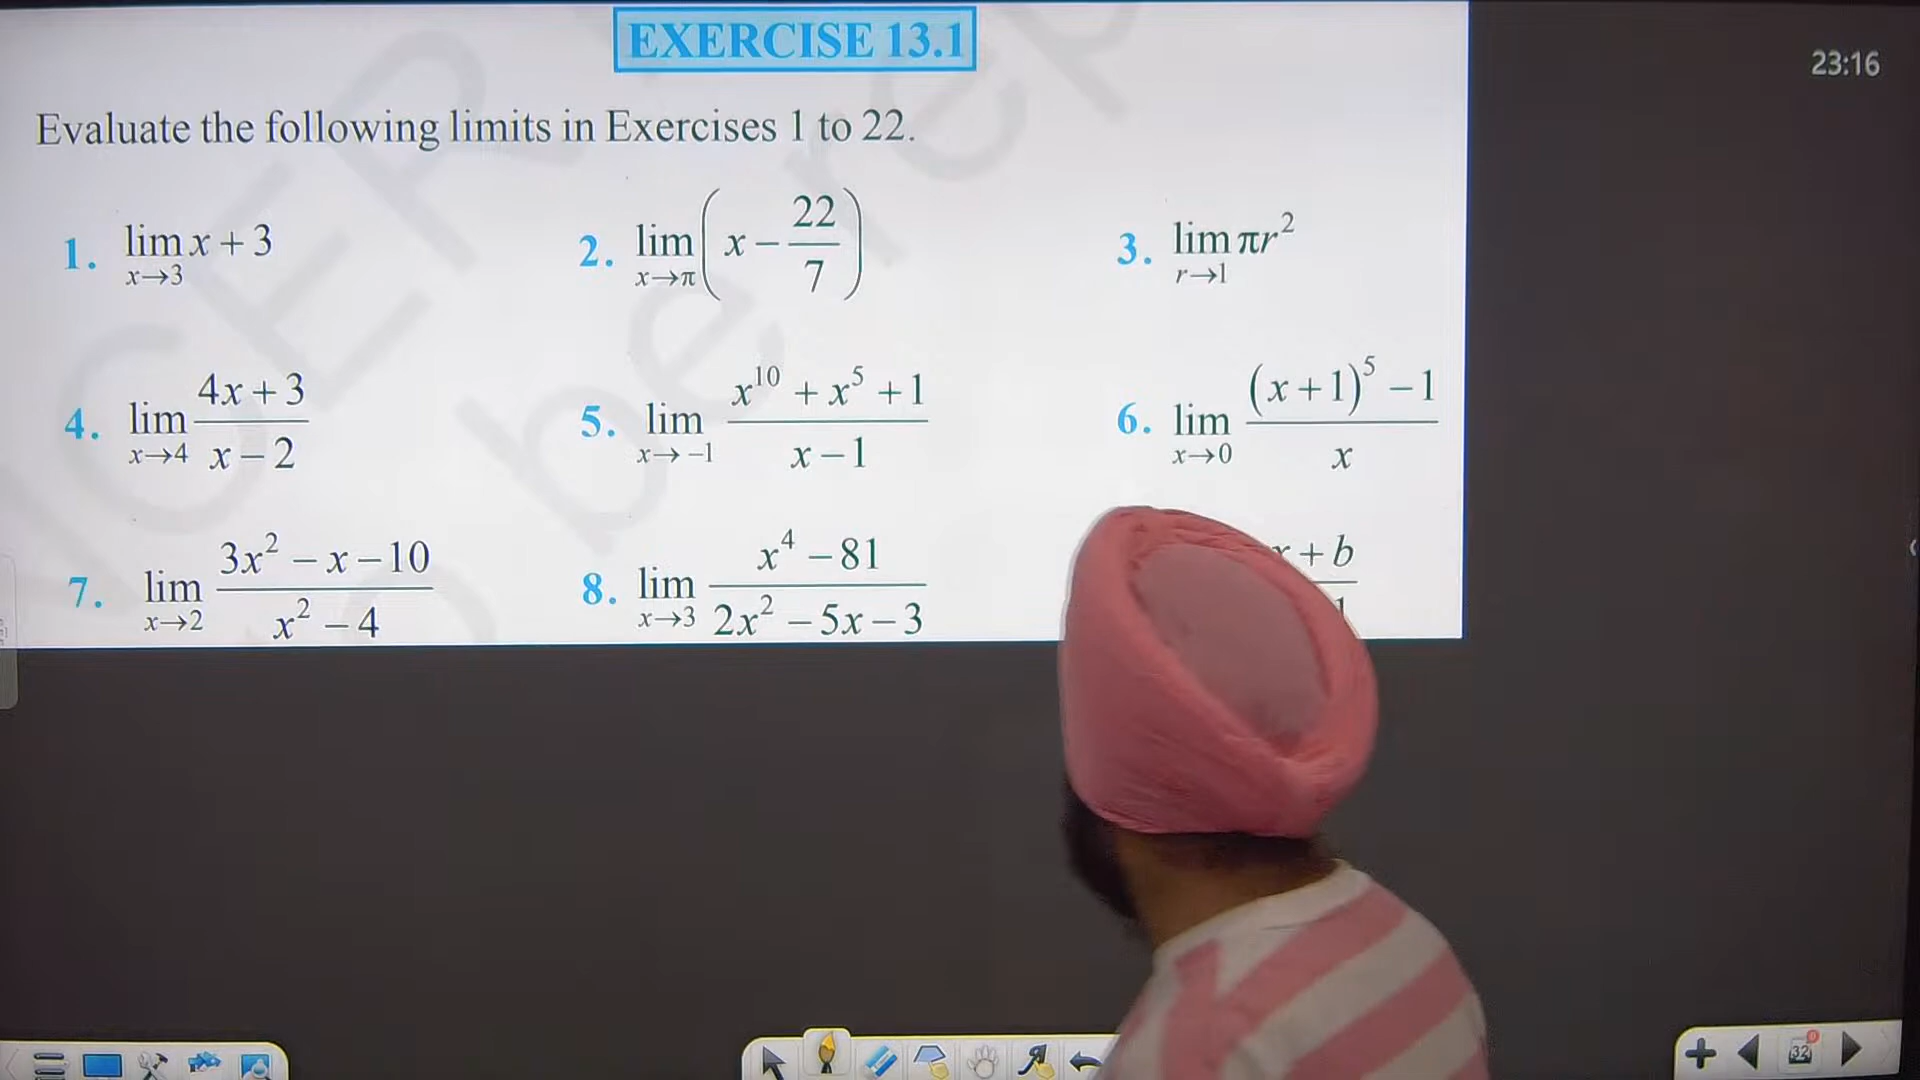 EXERCISE 13.1
23:16
Evaluate the following limits in Exercises 1 to 22.
1. lim x→3 x + 3
2. lim x→π (x − 22/7)
3. lim r→1 πr²
4. lim x→4 (4x + 3)/(x − 2)
5. lim x→ −1 (x¹⁰ + x⁵ + 1)/(x − 1)
6. lim x→0 ((x + 1)⁵ − 1)/x
7. lim x→2 (3x² − x − 10)/(x² − 4)
8. lim x→3 (x⁴ − 81)/(2x² − 5x − 3)
x + b
32